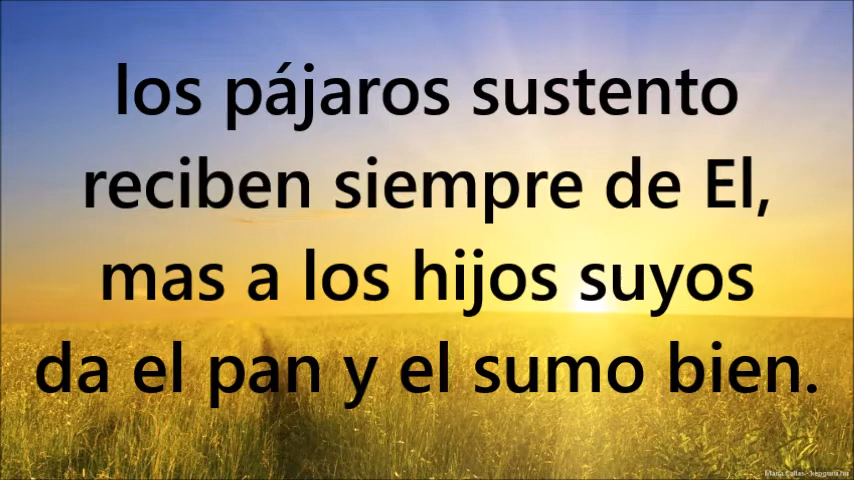 los pájaros sustento
reciben siempre de El,
mas a los hijos suyos
da el pan y el sumo bien.